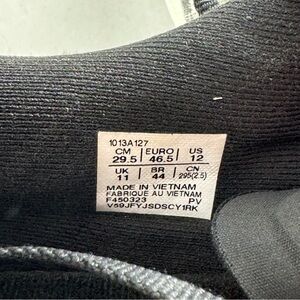 1013A127
CM | EURO | US
29.5 | 46.5 | 12
UK | BR | CN
11 | 44 | 295(2.5)
MADE IN VIETNAM
FABRIQUE AU VIETNAM
F450323 PV
V59JFYJSDSCY1RK